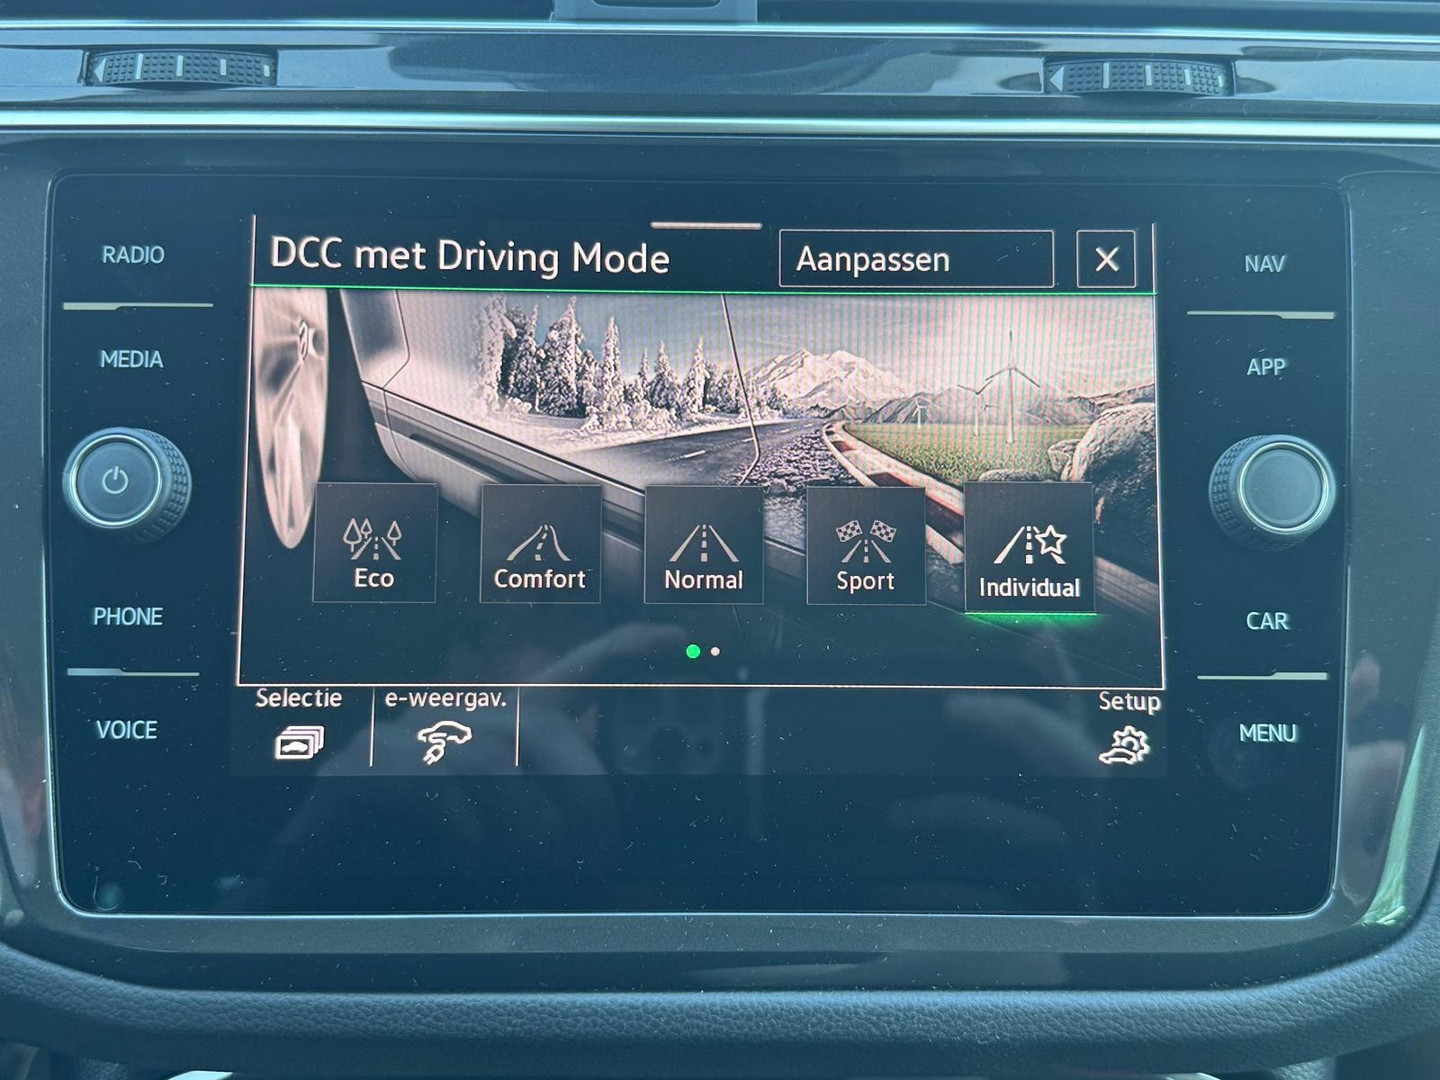 RADIO
MEDIA
PHONE
VOICE
DCC met Driving Mode
Aanpassen
Eco
Comfort
Normal
Sport
Individual
Selectie
e-weergav.
Setup
NAV
APP
CAR
MENU